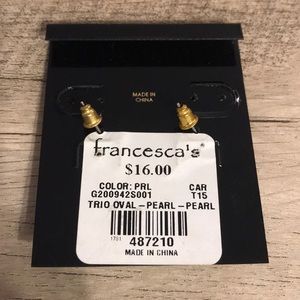 MADE IN
CHINA
francesca's®
$16.00
COLOR: PRL CAR
G200942S001 T15
TRIO OVAL-PEARL-PEARL
1701 487210
MADE IN CHINA